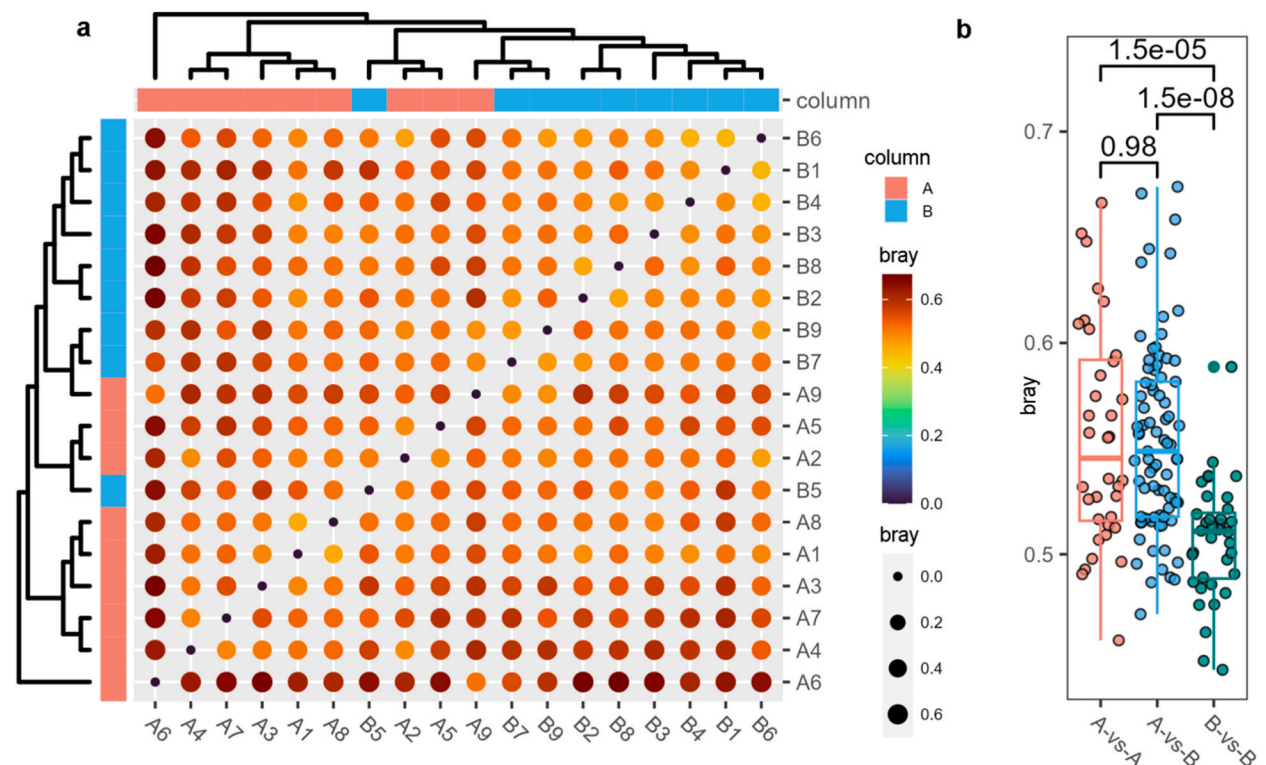 a
b
column
B6
B1
B4
B3
B8
B2
B9
B7
A9
A5
A2
B5
A8
A1
A3
A7
A4
A6
A6 A4 A7 A3 A1 A8 B5 A2 A5 A9 B7 B9 B2 B8 B3 B4 B1 B6
column
A
B
bray
0.6
0.4
0.2
0.0
bray
0.0
0.2
0.4
0.6
1.5e-05
1.5e-08
0.98
0.7
0.6
0.5
bray
A-vs-A A-vs-B B-vs-B